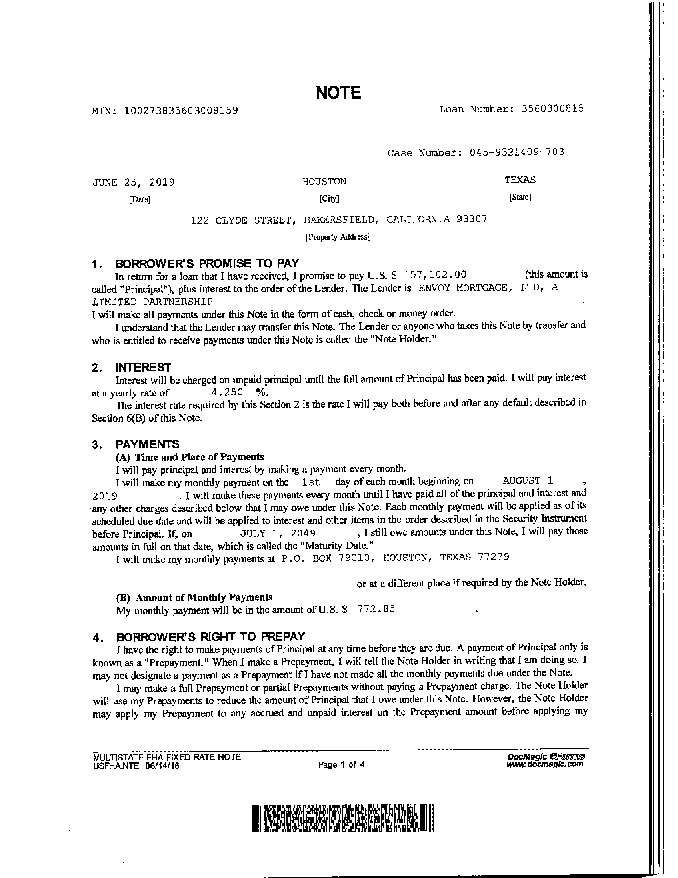 NOTE
MIN: 100273835603008159 Loan Number: 3560300815
Case Number: 045-9331409-703
JUNE 25, 2019 HOUSTON TEXAS
[Date] [City] [State]
122 CLYDE STREET, BAKERSFIELD, CALIFORNIA 93307
[Property Address]
1. BORROWER'S PROMISE TO PAY
In return for a loan that I have received, I promise to pay U.S. $ 157,102.00 (this amount is
called "Principal"), plus interest to the order of the Lender. The Lender is ENVOY MORTGAGE, LTD, A
LIMITED PARTNERSHIP .
I will make all payments under this Note in the form of cash, check or money order.
I understand that the Lender may transfer this Note. The Lender or anyone who takes this Note by transfer and
who is entitled to receive payments under this Note is called the "Note Holder."
2. INTEREST
Interest will be charged on unpaid principal until the full amount of Principal has been paid. I will pay interest
at a yearly rate of 4.250 %.
The interest rate required by this Section 2 is the rate I will pay both before and after any default described in
Section 6(B) of this Note.
3. PAYMENTS
(A) Time and Place of Payments
I will pay principal and interest by making a payment every month.
I will make my monthly payment on the 1st day of each month beginning on AUGUST 1 ,
2019 . I will make these payments every month until I have paid all of the principal and interest and
any other charges described below that I may owe under this Note. Each monthly payment will be applied as of its
scheduled due date and will be applied to interest and other items in the order described in the Security Instrument
before Principal. If, on JULY 1, 2049 , I still owe amounts under this Note, I will pay those
amounts in full on that date, which is called the "Maturity Date."
I will make my monthly payments at P.O. BOX 79010, HOUSTON, TEXAS 77279
or at a different place if required by the Note Holder.
(B) Amount of Monthly Payments
My monthly payment will be in the amount of U.S. $ 772.85 .
4. BORROWER'S RIGHT TO PREPAY
I have the right to make payments of Principal at any time before they are due. A payment of Principal only is
known as a "Prepayment." When I make a Prepayment, I will tell the Note Holder in writing that I am doing so. I
may not designate a payment as a Prepayment if I have not made all the monthly payments due under the Note.
I may make a full Prepayment or partial Prepayments without paying a Prepayment charge. The Note Holder
will use my Prepayments to reduce the amount of Principal that I owe under this Note. However, the Note Holder
may apply my Prepayment to any accrued and unpaid interest on the Prepayment amount before applying my
MULTISTATE FHA FIXED RATE NOTE DocMagic
USFHA.NTE 06/14/18 Page 1 of 4 www.docmagic.com